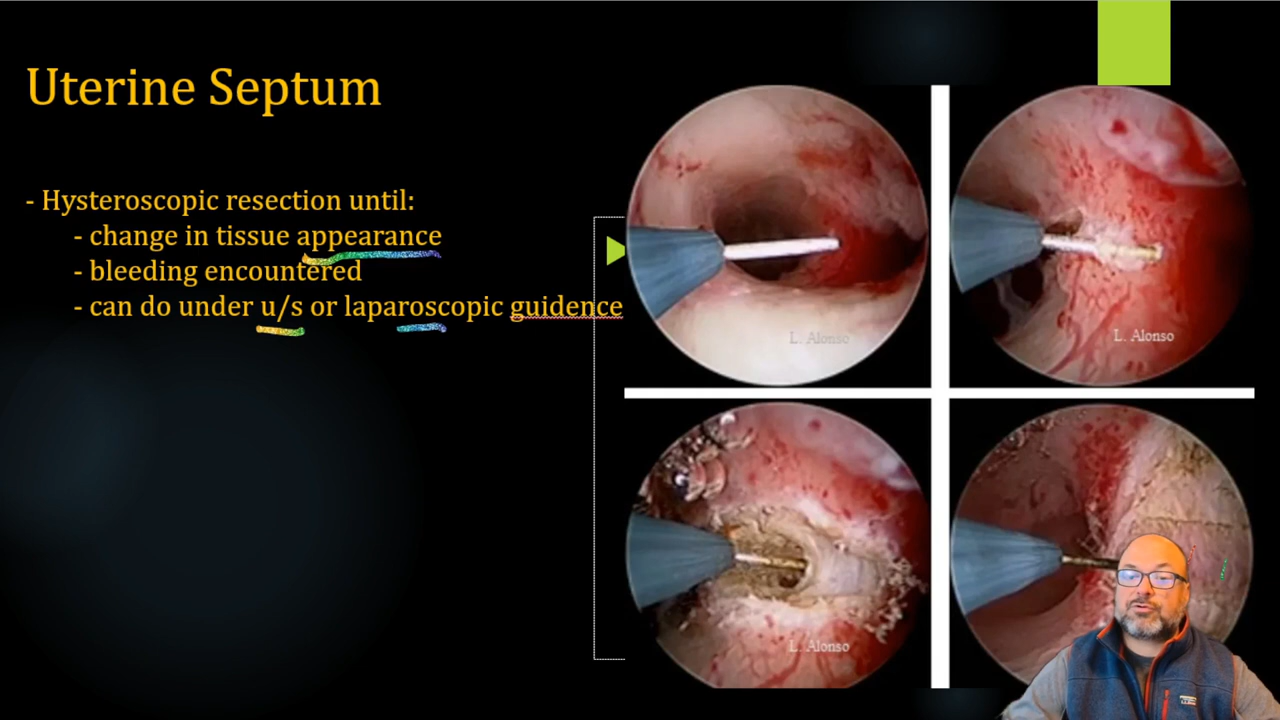 Uterine Septum
- Hysteroscopic resection until:
- change in tissue appearance
- bleeding encountered
- can do under u/s or laparoscopic guidence
L. Alonso
L. Alonso
L. Alonso